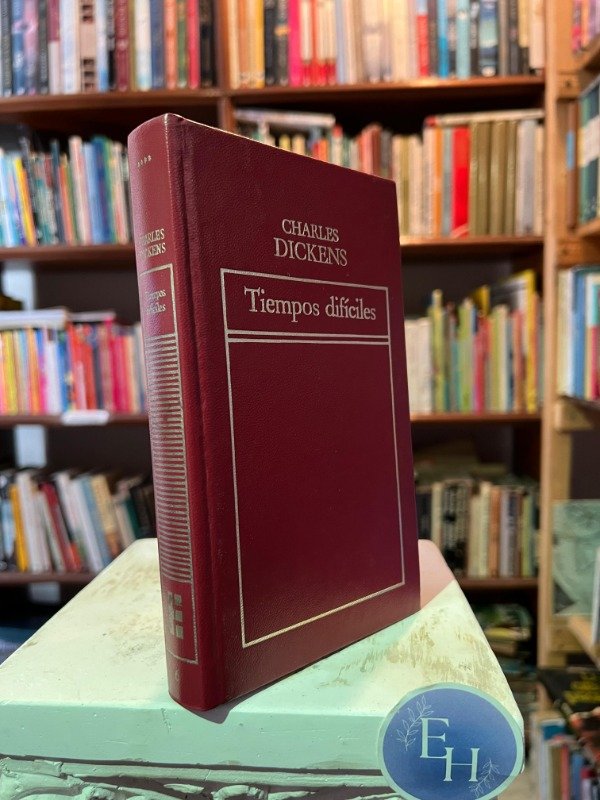 CHARLES
DICKENS
Tiempos difíciles
CHARLES
DICKENS
Tiempos
difíciles
EH